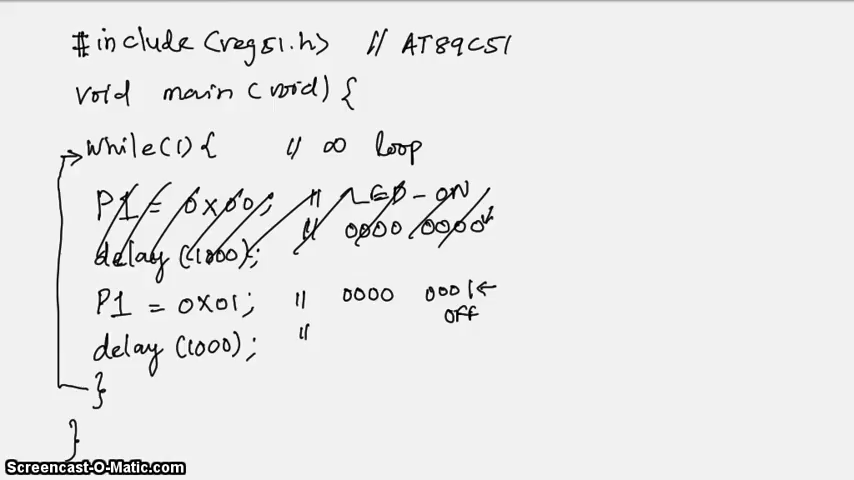 #include <reg51.h> // AT89C51
void main (void) {
while(1) { // ∞ loop
P1 = 0x00; // LED-ON
// 0000 0000
delay (1000);
P1 = 0x01; // 0000 0001←
OFF
delay (1000); //
}
}
Screencast-O-Matic.com